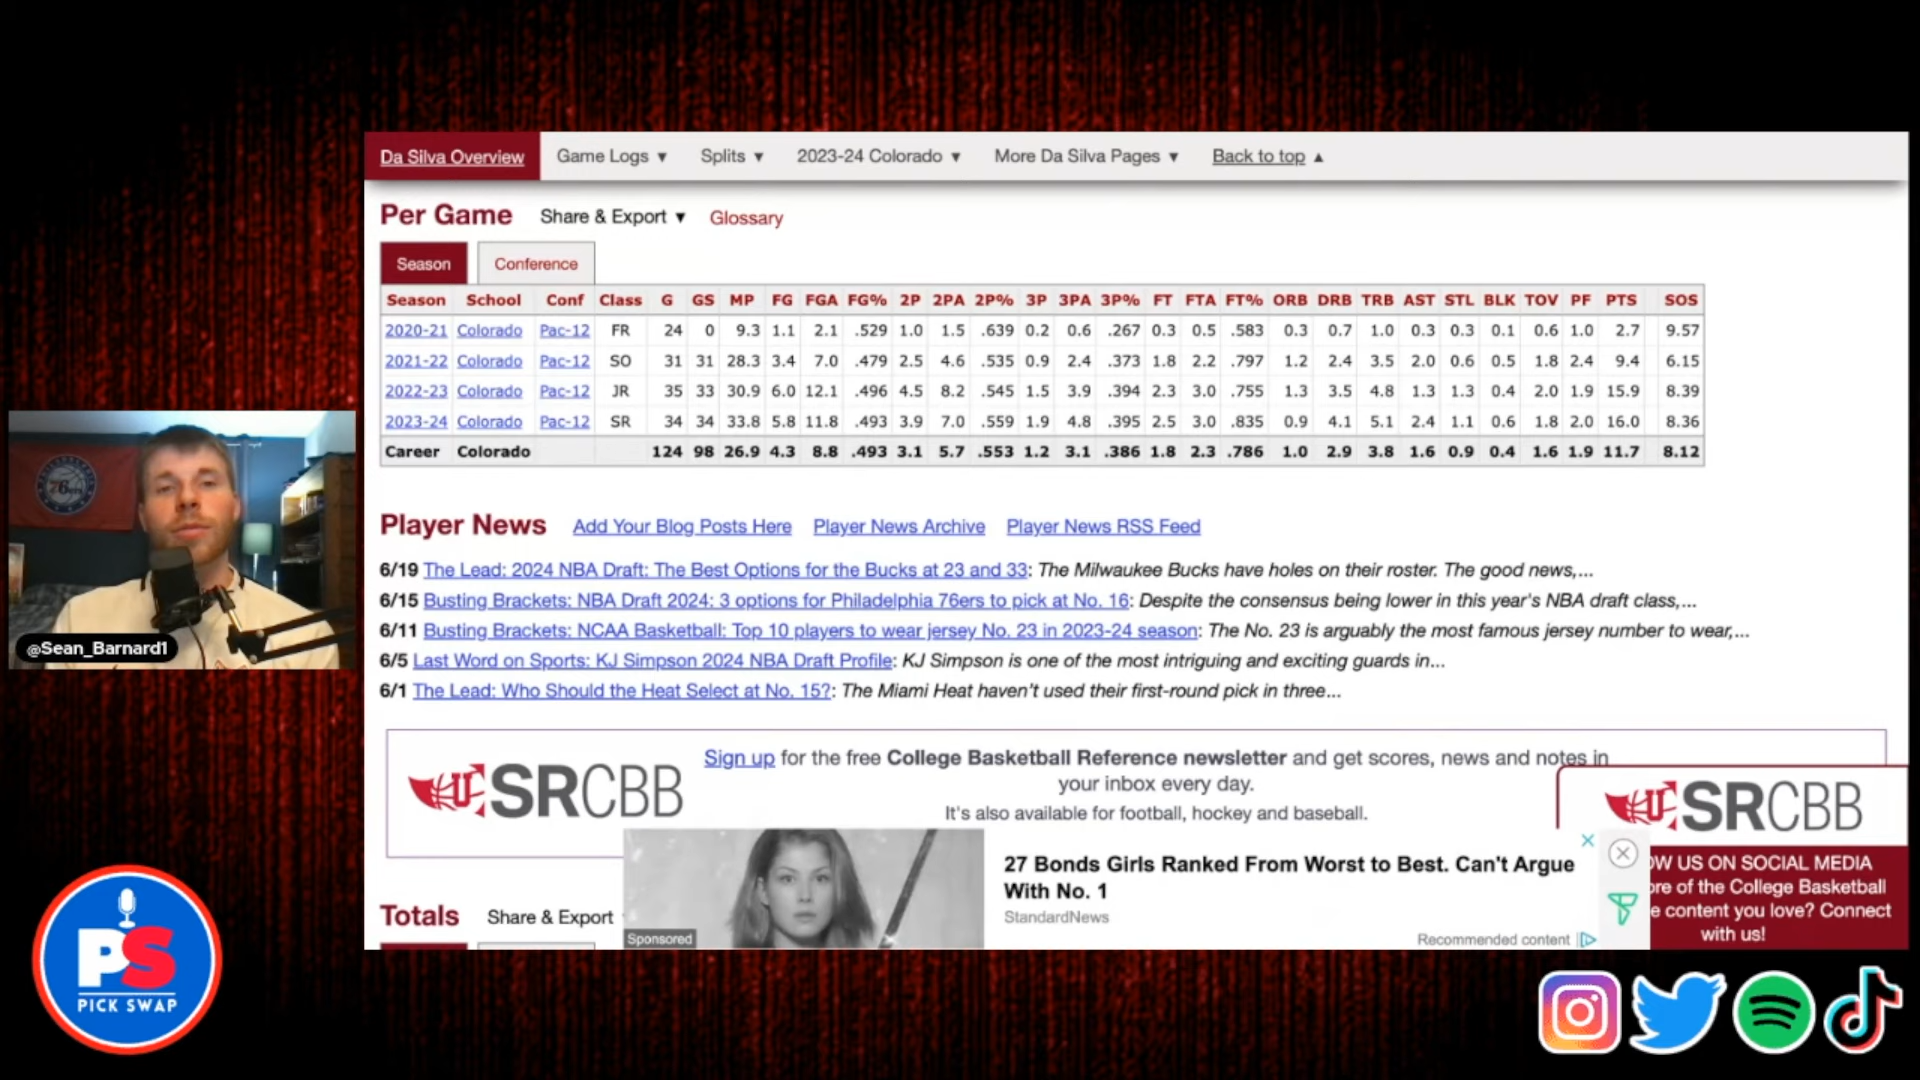 Da Silva Overview Game Logs ▼ Splits ▼ 2023-24 Colorado ▼ More Da Silva Pages ▼ Back to top ▲
Per Game Share & Export ▼ Glossary
Season Conference
Season School Conf Class G GS MP FG FGA FG% 2P 2PA 2P% 3P 3PA 3P% FT FTA FT% ORB DRB TRB AST STL BLK TOV PF PTS SOS
2020-21 Colorado Pac-12 FR 24 0 9.3 1.1 2.1 .529 1.0 1.5 .639 0.2 0.6 .267 0.3 0.5 .583 0.3 0.7 1.0 0.3 0.3 0.1 0.6 1.0 2.7 9.57
2021-22 Colorado Pac-12 SO 31 31 28.3 3.4 7.0 .479 2.5 4.6 .535 0.9 2.4 .373 1.8 2.2 .797 1.2 2.4 3.5 2.0 0.6 0.5 1.8 2.4 9.4 6.15
2022-23 Colorado Pac-12 JR 35 33 30.9 6.0 12.1 .496 4.5 8.2 .545 1.5 3.9 .394 2.3 3.0 .755 1.3 3.5 4.8 1.3 1.3 0.4 2.0 1.9 15.9 8.39
2023-24 Colorado Pac-12 SR 34 34 33.8 5.8 11.8 .493 3.9 7.0 .559 1.9 4.8 .395 2.5 3.0 .835 0.9 4.1 5.1 2.4 1.1 0.6 1.8 2.0 16.0 8.36
Career Colorado 124 98 26.9 4.3 8.8 .493 3.1 5.7 .553 1.2 3.1 .386 1.8 2.3 .786 1.0 2.9 3.8 1.6 0.9 0.4 1.6 1.9 11.7 8.12
Player News Add Your Blog Posts Here Player News Archive Player News RSS Feed
6/19 The Lead: 2024 NBA Draft: The Best Options for the Bucks at 23 and 33: The Milwaukee Bucks have holes on their roster. The good news,...
6/15 Busting Brackets: NBA Draft 2024: 3 options for Philadelphia 76ers to pick at No. 16: Despite the consensus being lower in this year's NBA draft class,...
6/11 Busting Brackets: NCAA Basketball: Top 10 players to wear jersey No. 23 in 2023-24 season: The No. 23 is arguably the most famous jersey number to wear,...
6/5 Last Word on Sports: KJ Simpson 2024 NBA Draft Profile: KJ Simpson is one of the most intriguing and exciting guards in...
6/1 The Lead: Who Should the Heat Select at No. 15?: The Miami Heat haven't used their first-round pick in three...
SRCBB
Sign up for the free College Basketball Reference newsletter and get scores, news and notes in
your inbox every day.
It's also available for football, hockey and baseball.
SRCBB
OW US ON SOCIAL MEDIA
ore of the College Basketball
e content you love? Connect
with us!
27 Bonds Girls Ranked From Worst to Best. Can't Argue
With No. 1
StandardNews
Sponsored
Recommended content
Totals Share & Export
76ers
@Sean_Barnard1
PS
PICK SWAP